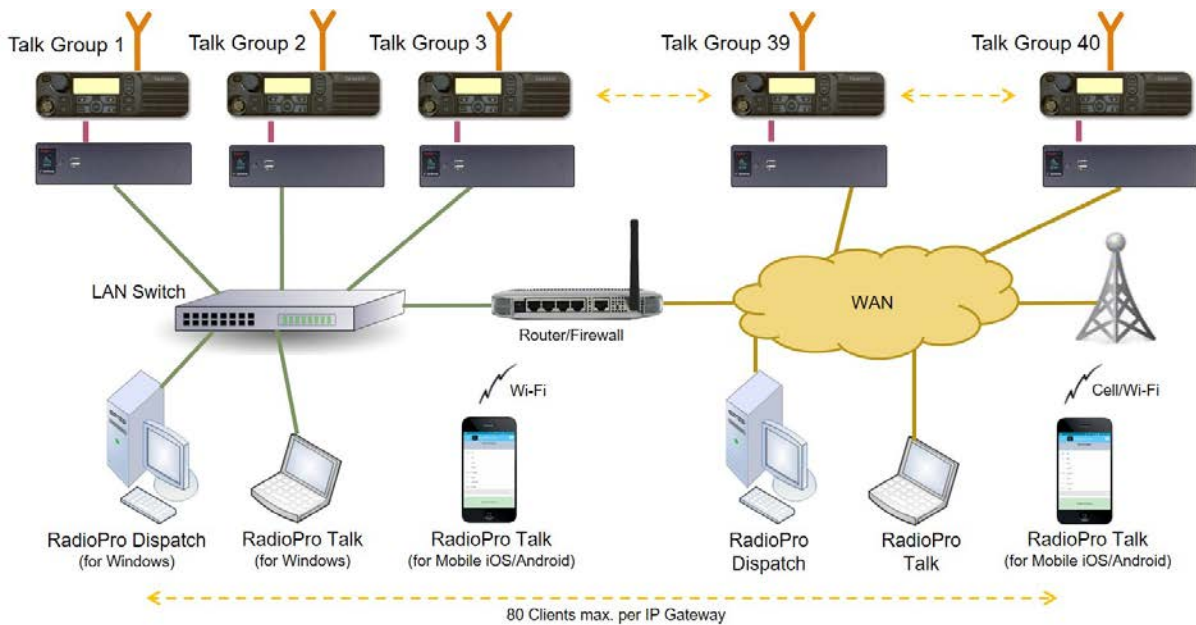 Talk Group 1
Talk Group 2
Talk Group 3
Talk Group 39
Talk Group 40
LAN Switch
Router/Firewall
WAN
Wi-Fi
Cell/Wi-Fi
RadioPro Dispatch
(for Windows)
RadioPro Talk
(for Windows)
RadioPro Talk
(for Mobile iOS/Android)
RadioPro
Dispatch
RadioPro
Talk
RadioPro Talk
(for Mobile iOS/Android)
80 Clients max. per IP Gateway